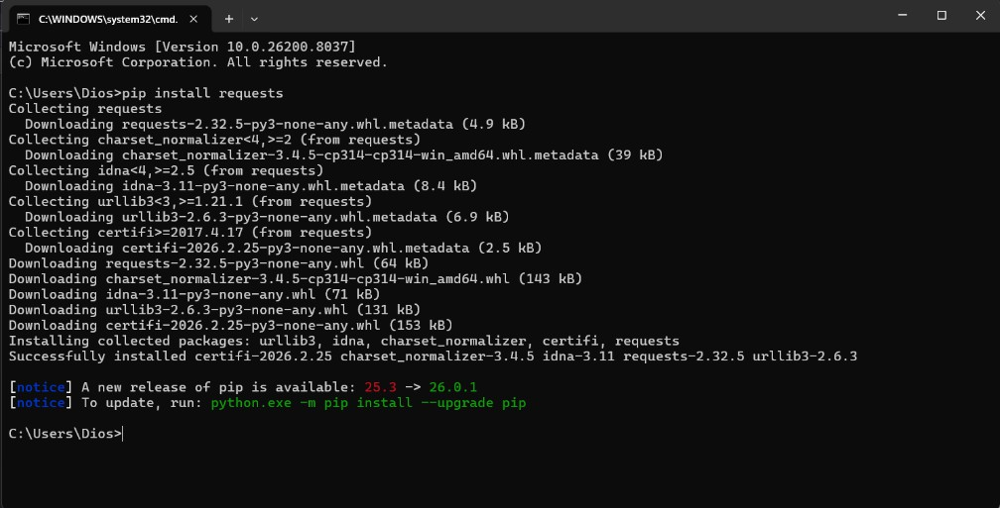 C:\WINDOWS\system32\cmd.
Microsoft Windows [Version 10.0.26200.8037]
(c) Microsoft Corporation. All rights reserved.
C:\Users\Dios>pip install requests
Collecting requests
  Downloading requests-2.32.5-py3-none-any.whl.metadata (4.9 kB)
Collecting charset_normalizer<4,>=2 (from requests)
  Downloading charset_normalizer-3.4.5-cp314-cp314-win_amd64.whl.metadata (39 kB)
Collecting idna<4,>=2.5 (from requests)
  Downloading idna-3.11-py3-none-any.whl.metadata (8.4 kB)
Collecting urllib3<3,>=1.21.1 (from requests)
  Downloading urllib3-2.6.3-py3-none-any.whl.metadata (6.9 kB)
Collecting certifi>=2017.4.17 (from requests)
  Downloading certifi-2026.2.25-py3-none-any.whl.metadata (2.5 kB)
Downloading requests-2.32.5-py3-none-any.whl (64 kB)
Downloading charset_normalizer-3.4.5-cp314-cp314-win_amd64.whl (143 kB)
Downloading idna-3.11-py3-none-any.whl (71 kB)
Downloading urllib3-2.6.3-py3-none-any.whl (131 kB)
Downloading certifi-2026.2.25-py3-none-any.whl (153 kB)
Installing collected packages: urllib3, idna, charset_normalizer, certifi, requests
Successfully installed certifi-2026.2.25 charset_normalizer-3.4.5 idna-3.11 requests-2.32.5 urllib3-2.6.3
[notice] A new release of pip is available: 25.3 -> 26.0.1
[notice] To update, run: python.exe -m pip install --upgrade pip
C:\Users\Dios>